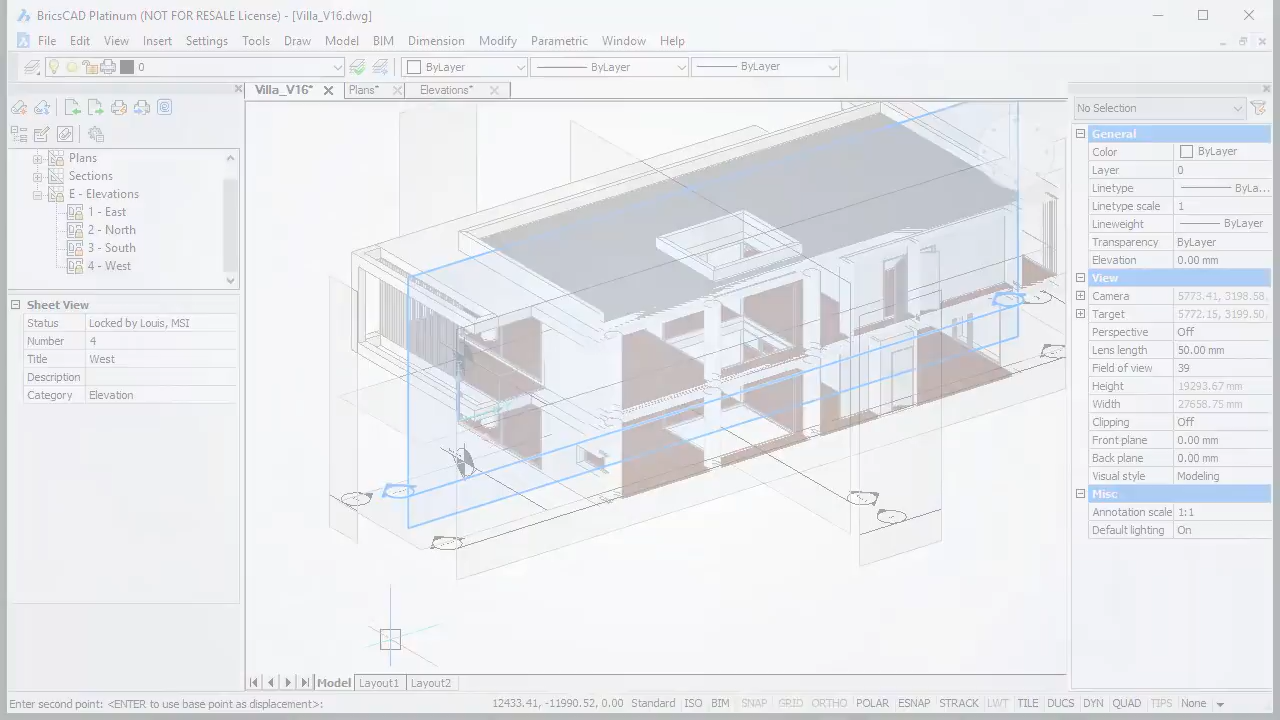 BricsCAD Platinum (NOT FOR RESALE License) - [Villa_V16.dwg]
File Edit View Insert Settings Tools Draw Model BIM Dimension Modify Parametric Window Help
0 ByLayer ByLayer ByLayer
Villa_V16* Plans* Elevations*
Plans
Sections
E - Elevations
1 - East
2 - North
3 - South
4 - West
Sheet View
Status Locked by Louis, MSI
Number 4
Title West
Description
Category Elevation
No Selection
General
Color ByLayer
Layer 0
Linetype ByLa...
Linetype scale 1
Lineweight ByLayer
Transparency ByLayer
Elevation 0.00 mm
View
Camera 5773.41, 3198.58,
Target 5772.15, 3199.50,
Perspective Off
Lens length 50.00 mm
Field of view 39
Height 19293.67 mm
Width 27658.75 mm
Clipping Off
Front plane 0.00 mm
Back plane 0.00 mm
Visual style Modeling
Misc
Annotation scale 1:1
Default lighting On
Model Layout1 Layout2
Enter second point: <ENTER to use base point as displacement>: 12433.41, -11990.52, 0.00 Standard ISO BIM SNAP GRID ORTHO POLAR ESNAP STRACK LWT TILE DUCS DYN QUAD TIPS None